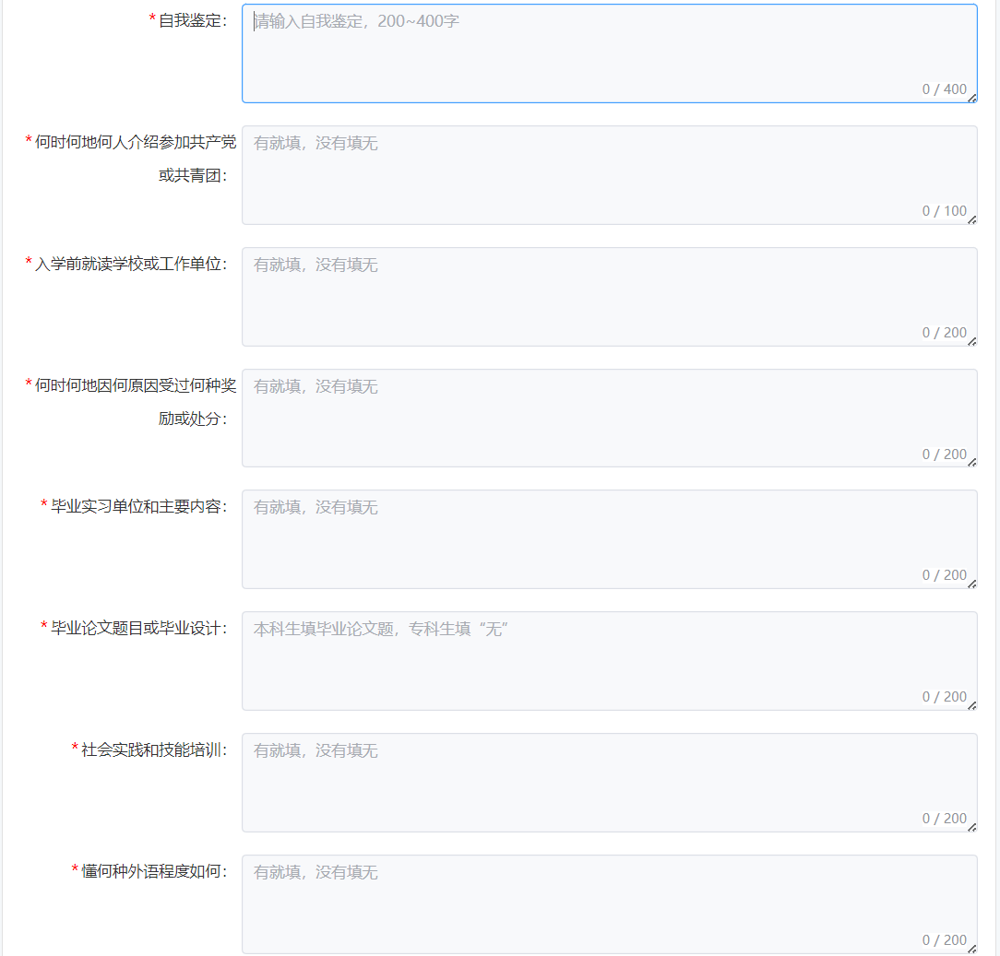 *自我鉴定：
请输入自我鉴定，200~400字
0 / 400
*何时何地何人介绍参加共产党
或共青团：
有就填，没有填无
0 / 100
*入学前就读学校或工作单位：
有就填，没有填无
0 / 200
*何时何地因何原因受过何种奖
励或处分：
有就填，没有填无
0 / 200
*毕业实习单位和主要内容：
有就填，没有填无
0 / 200
*毕业论文题目或毕业设计：
本科生填毕业论文题，专科生填“无”
0 / 200
*社会实践和技能培训：
有就填，没有填无
0 / 200
*懂何种外语程度如何：
有就填，没有填无
0 / 200